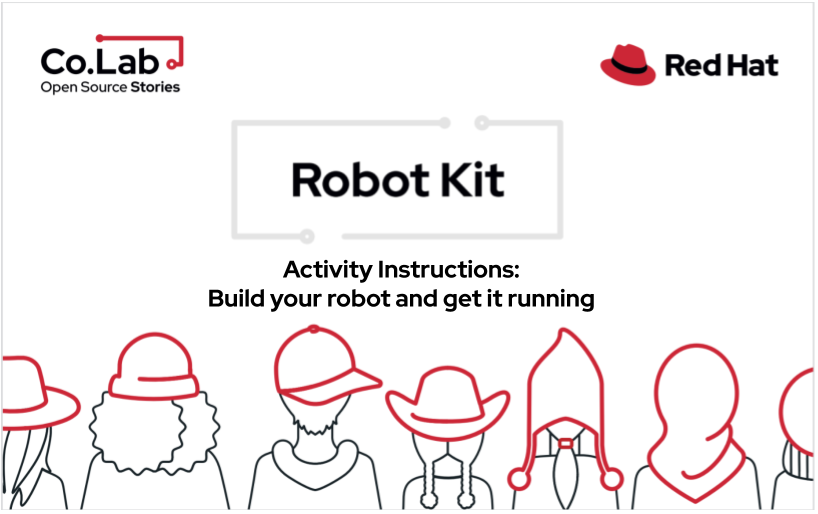 Co.Lab
Open Source Stories
Red Hat
Robot Kit
Activity Instructions:
Build your robot and get it running